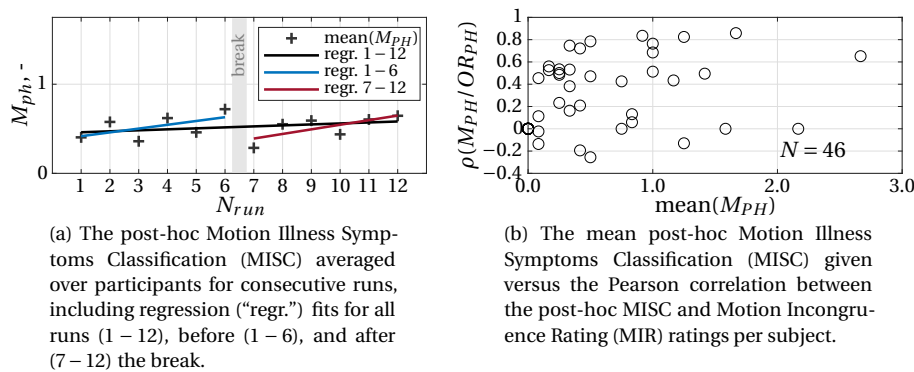 mean(M_PH)
regr. 1 – 12
regr. 1 – 6
regr. 7 – 12
break
M_ph, -
1
0
1 2 3 4 5 6 7 8 9 10 11 12
N_run
(a) The post-hoc Motion Illness Symp-
toms Classification (MISC) averaged
over participants for consecutive runs,
including regression (“regr.”) fits for all
runs (1 – 12), before (1 – 6), and after
(7 – 12) the break.
ρ(M_PH/OR_PH)
1
0.8
0.6
0.4
0.2
0
−0.2
−0.4
N = 46
0.0 1.0 2.0 3.0
mean(M_PH)
(b) The mean post-hoc Motion Illness
Symptoms Classification (MISC) given
versus the Pearson correlation between
the post-hoc MISC and Motion Incongru-
ence Rating (MIR) ratings per subject.